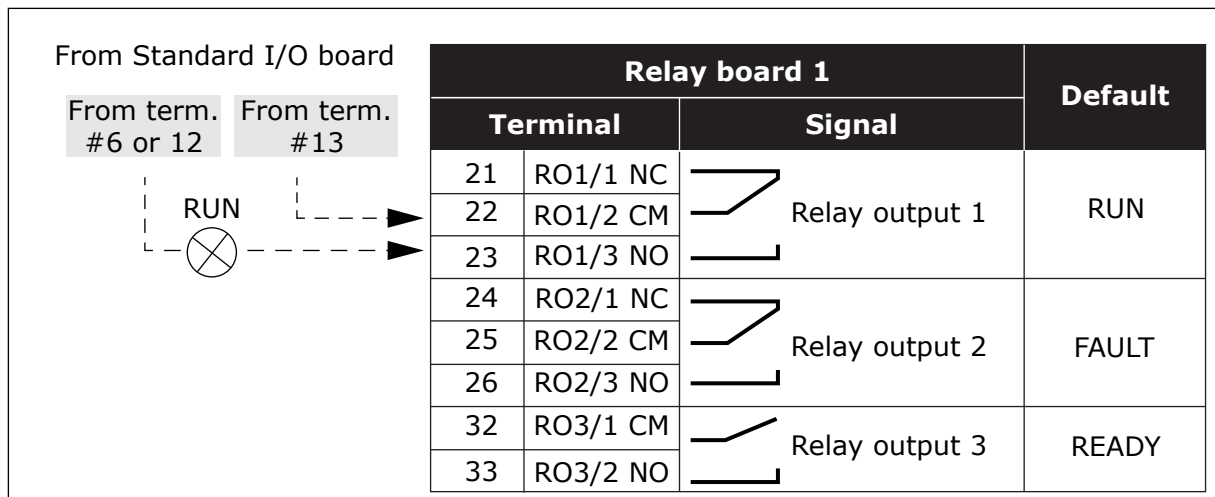 From Standard I/O board
From term. #6 or 12
From term. #13
RUN
Relay board 1
Default
Terminal
Signal
21 RO1/1 NC
22 RO1/2 CM
23 RO1/3 NO
Relay output 1
RUN
24 RO2/1 NC
25 RO2/2 CM
26 RO2/3 NO
Relay output 2
FAULT
32 RO3/1 CM
33 RO3/2 NO
Relay output 3
READY